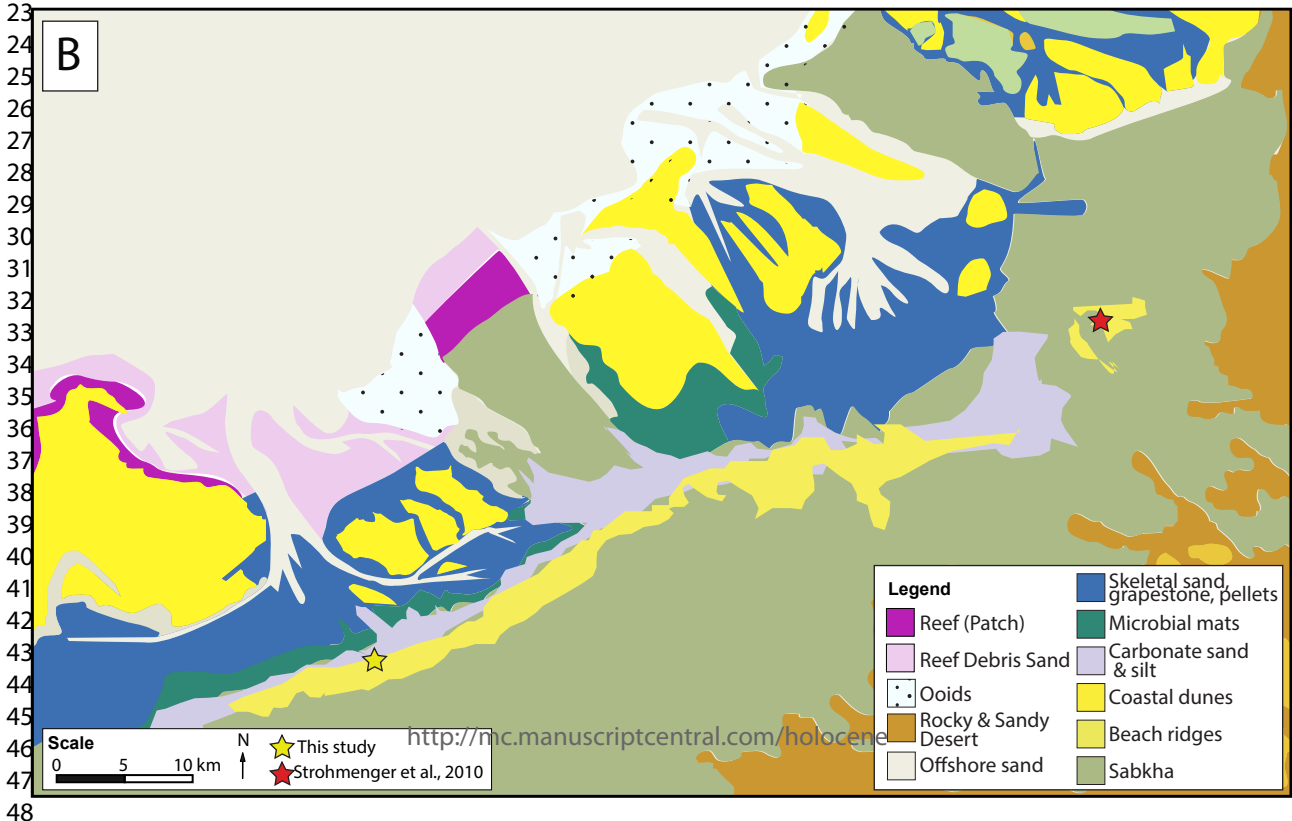 23
24
25
26
27
28
29
30
31
32
33
34
35
36
37
38
39
40
41
42
43
44
45
46
47
48
B
Legend
Reef (Patch)
Reef Debris Sand
Ooids
Rocky & Sandy
Desert
Offshore sand
Skeletal sand,
grapestone, pellets
Microbial mats
Carbonate sand
& silt
Coastal dunes
Beach ridges
Sabkha
Scale
0 5 10 km
N
This study
Strohmenger et al., 2010
http://mc.manuscriptcentral.com/holocene